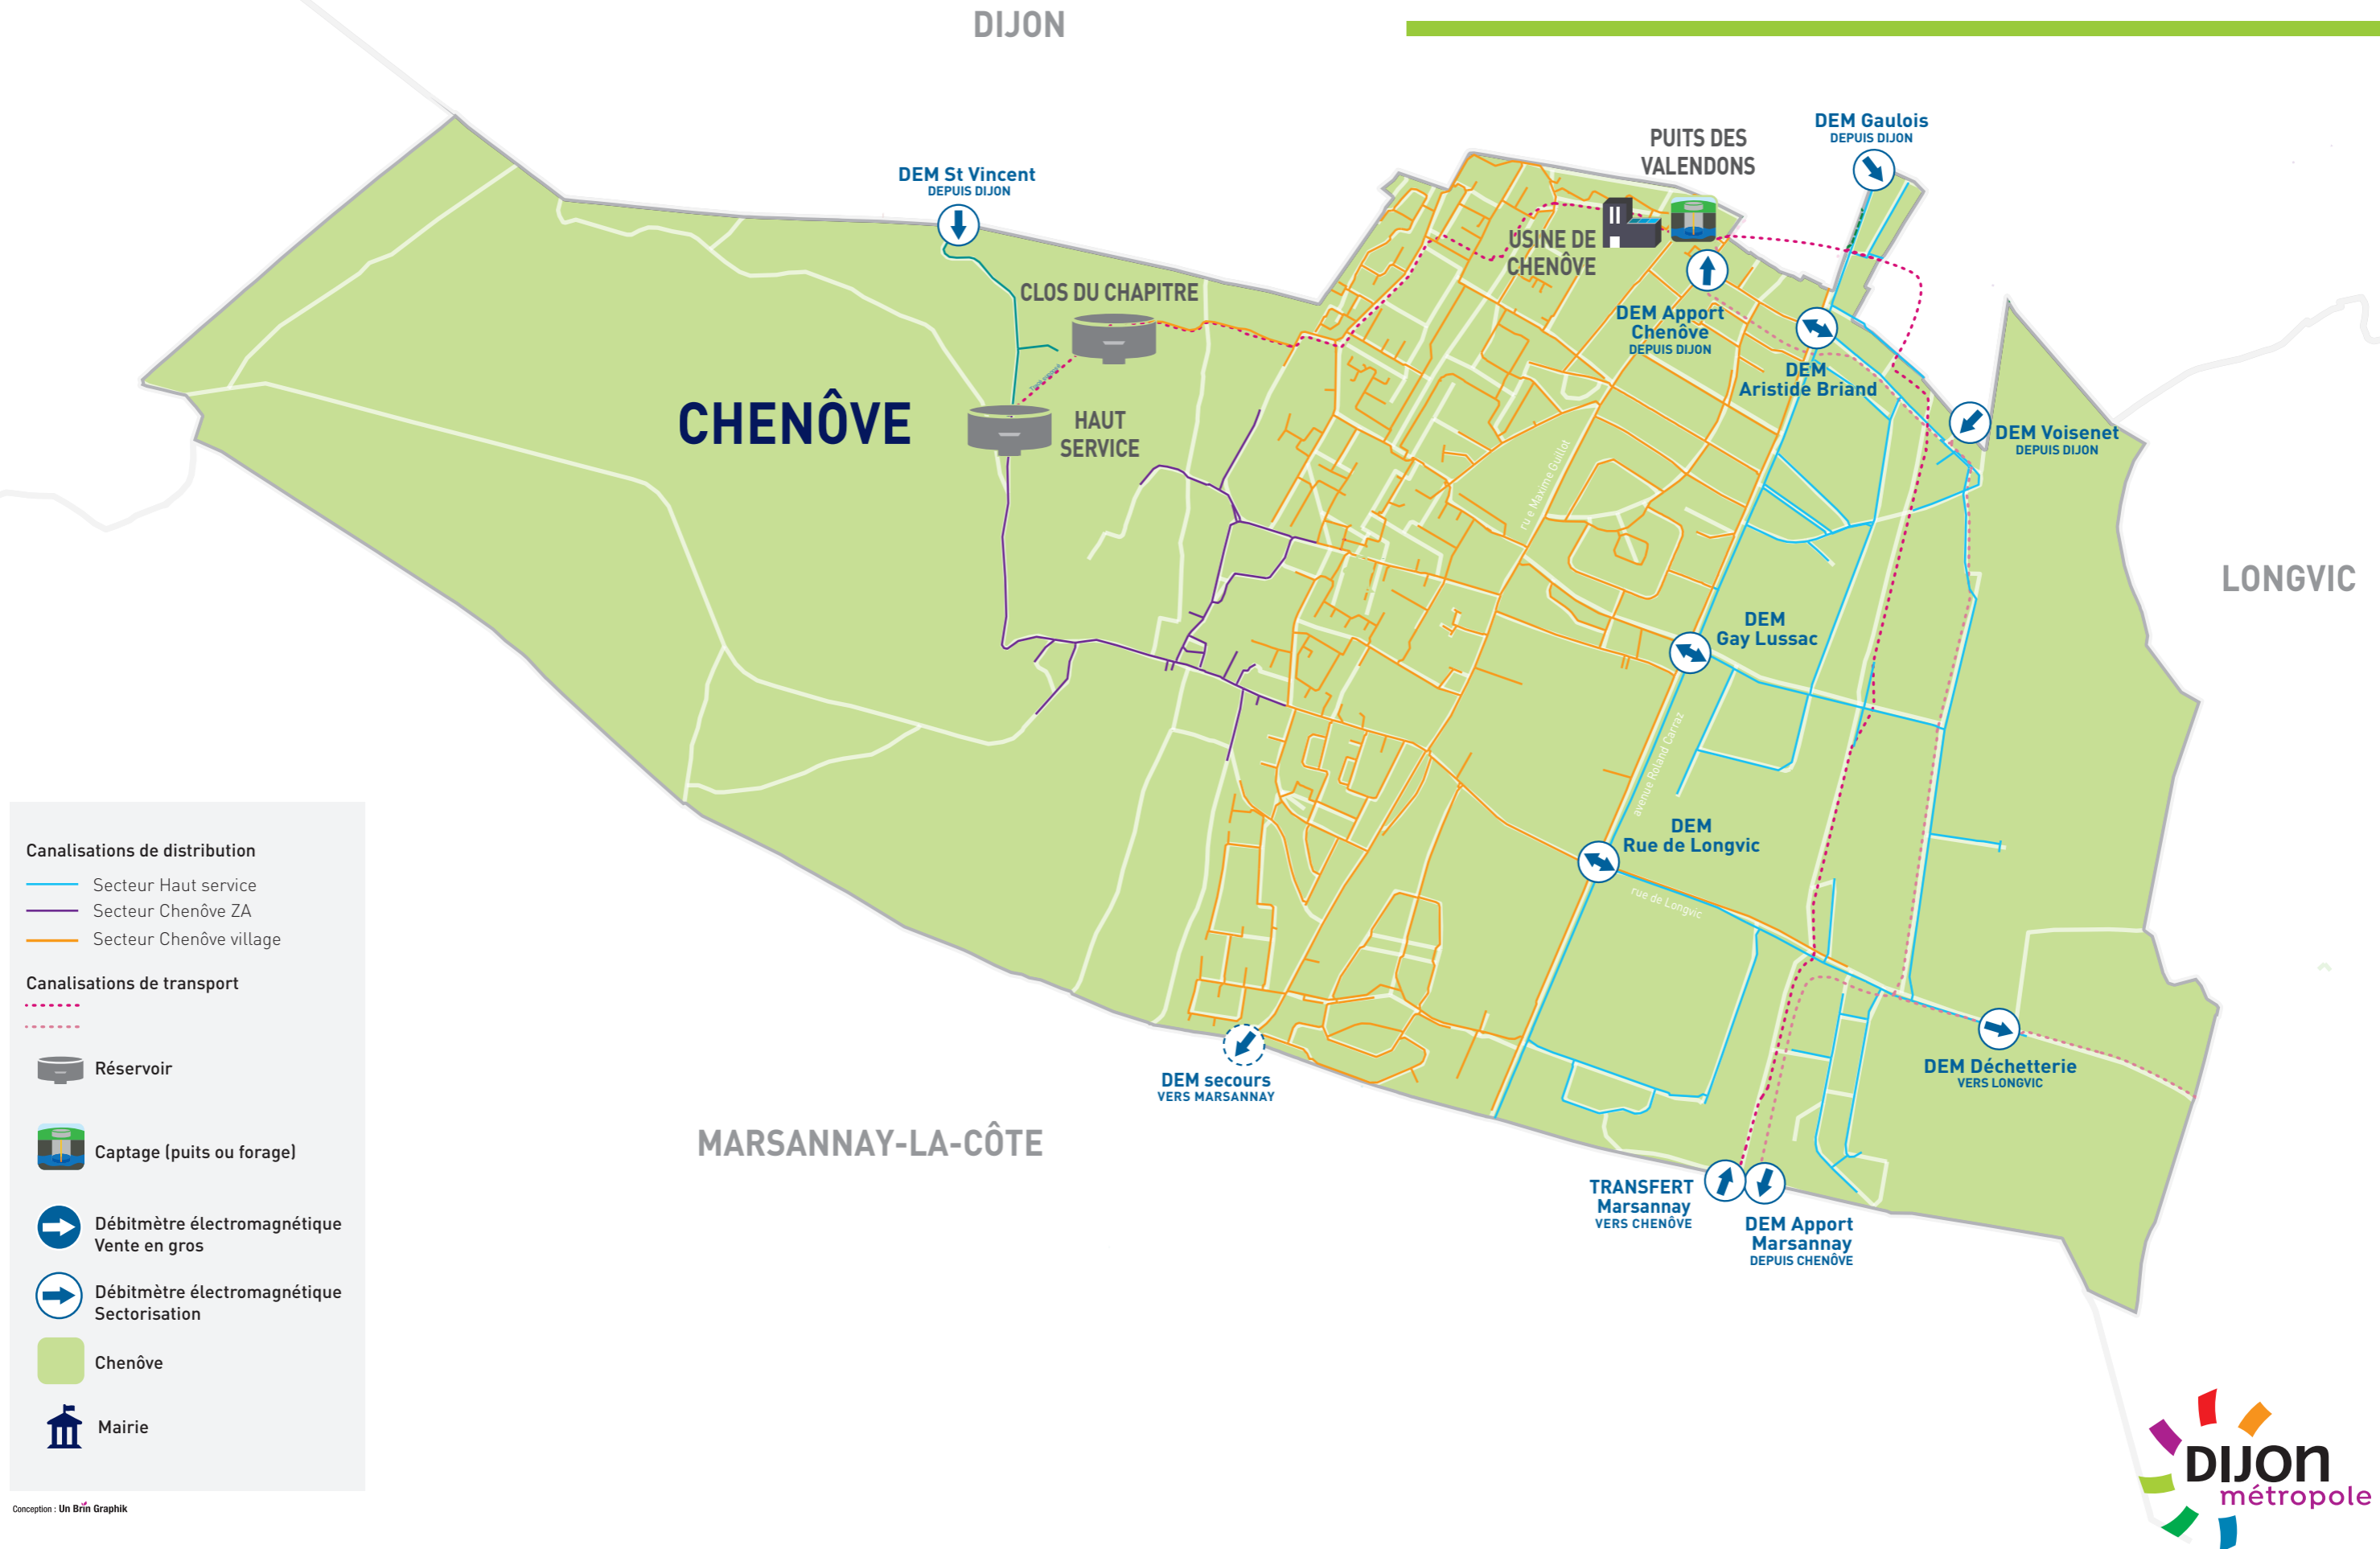 DIJON
DEM Gaulois
DEPUIS DIJON
PUITS DES
VALENDONS
DEM St Vincent
DEPUIS DIJON
USINE DE
CHENÔVE
CLOS DU CHAPITRE
DEM Apport
Chenôve
DEPUIS DIJON
DEM
Aristide Briand
CHENÔVE
HAUT
SERVICE
DEM Voisenet
DEPUIS DIJON
ru e Maxime Guillot
LONGVIC
DEM
Gay Lussac
avenue Roland Carraz
DEM
Rue de Longvic
rue de Longvic
DEM secours
VERS MARSANNAY
DEM Déchetterie
VERS LONGVIC
MARSANNAY-LA-CÔTE
TRANSFERT
Marsannay
VERS CHENÔVE
DEM Apport
Marsannay
DEPUIS CHENÔVE
Canalisations de distribution
Secteur Haut service
Secteur Chenôve ZA
Secteur Chenôve village
Canalisations de transport
Réservoir
Captage (puits ou forage)
Débitmètre électromagnétique
Vente en gros
Débitmètre électromagnétique
Sectorisation
Chenôve
Mairie
Conception : Un Brin Graphik
DIJON
métropole